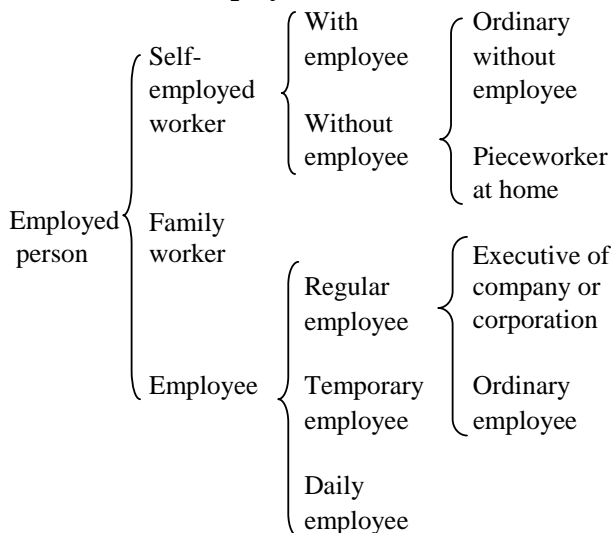 Employed
person
Self-
employed
worker
Family
worker
Employee
With
employee
Without
employee
Regular
employee
Temporary
employee
Daily
employee
Ordinary
without
employee
Pieceworker
at home
Executive of
company or
corporation
Ordinary
employee